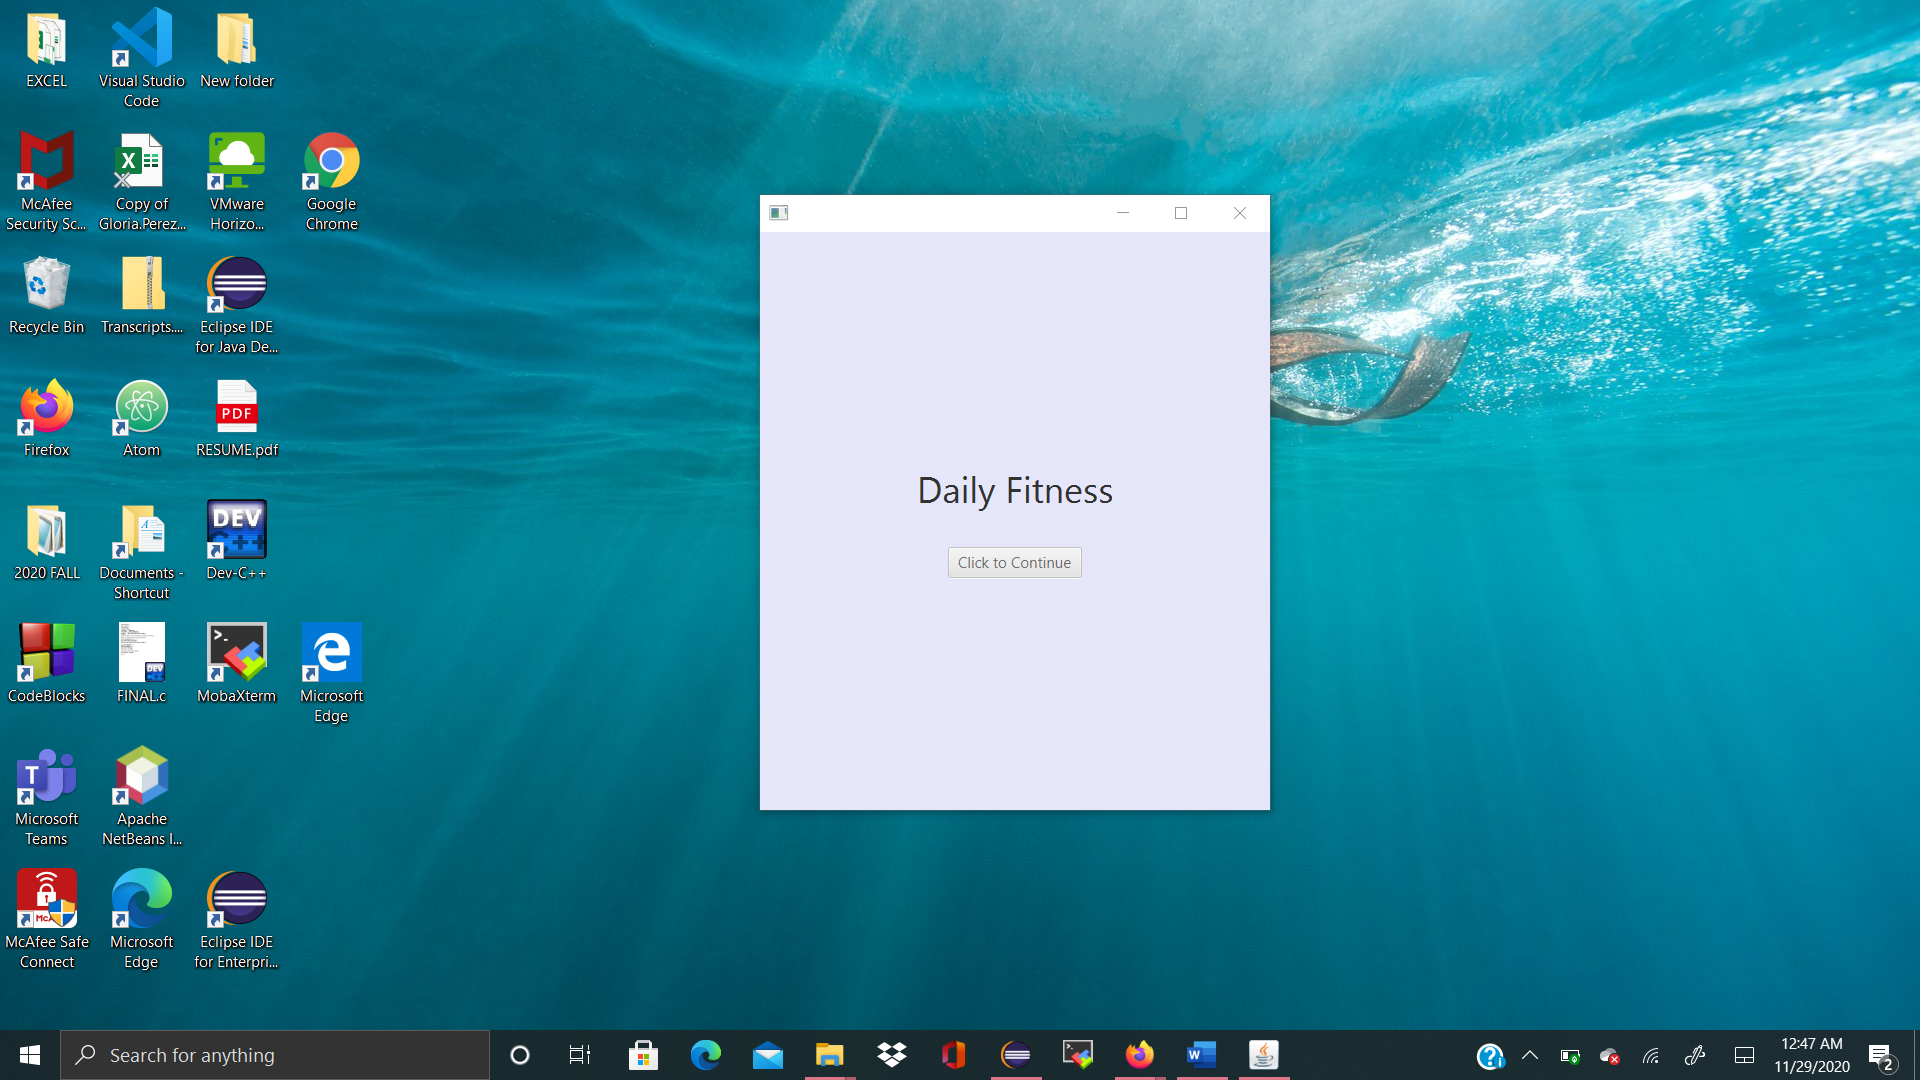 EXCEL
Visual Studio
Code
New folder
McAfee
Security Sc...
Copy of
Gloria.Perez...
VMware
Horizo...
Google
Chrome
Recycle Bin
Transcripts....
Eclipse IDE
for Java De...
Firefox
Atom
PDF
RESUME.pdf
2020 FALL
Documents -
Shortcut
DEV
C++
Dev-C++
CodeBlocks
DEV
FINAL.c
MobaXterm
Microsoft
Edge
Microsoft
Teams
Apache
NetBeans I...
McAfee Safe
Connect
Microsoft
Edge
Eclipse IDE
for Enterpri...
Daily Fitness
Click to Continue
Search for anything
12:47 AM
11/29/2020
2